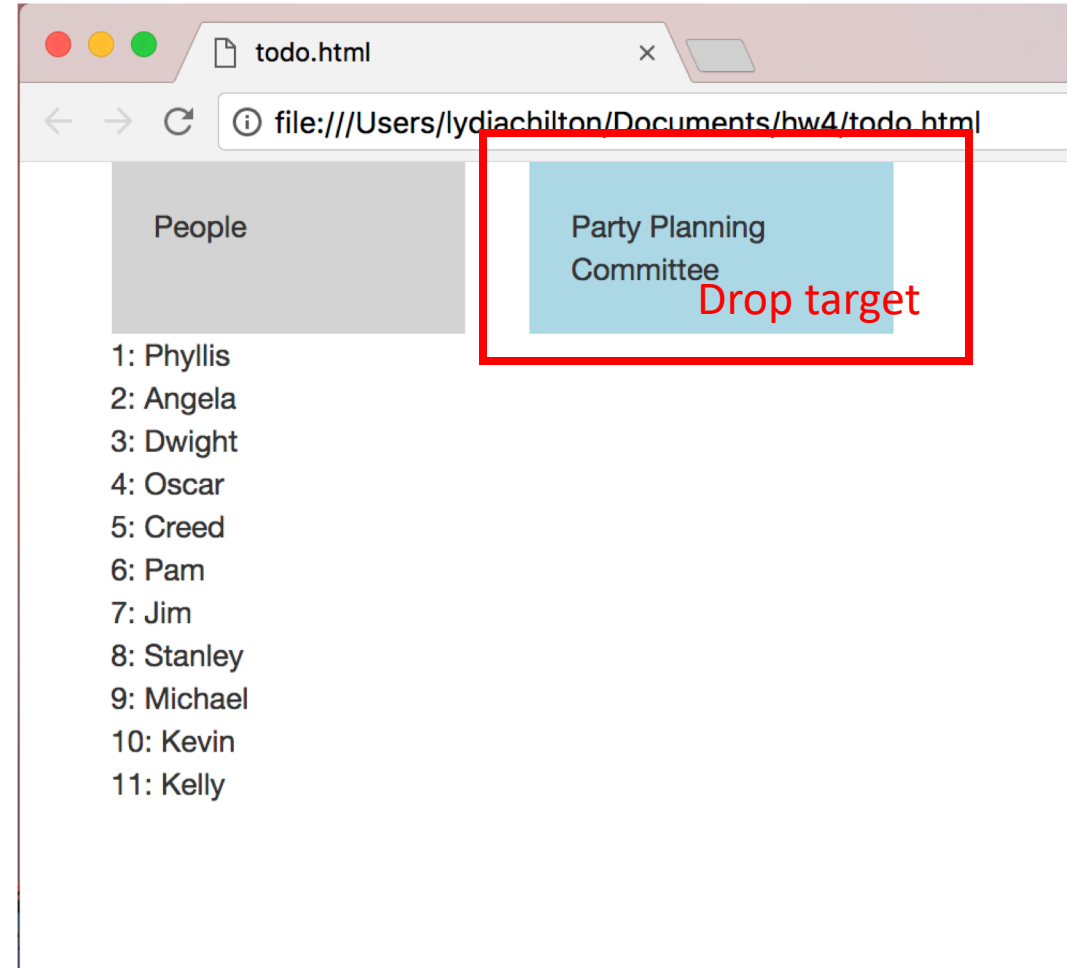 todo.html
file:///Users/lydiachilton/Documents/hw4/todo.html
People
Party Planning
Committee
Drop target
1: Phyllis
2: Angela
3: Dwight
4: Oscar
5: Creed
6: Pam
7: Jim
8: Stanley
9: Michael
10: Kevin
11: Kelly